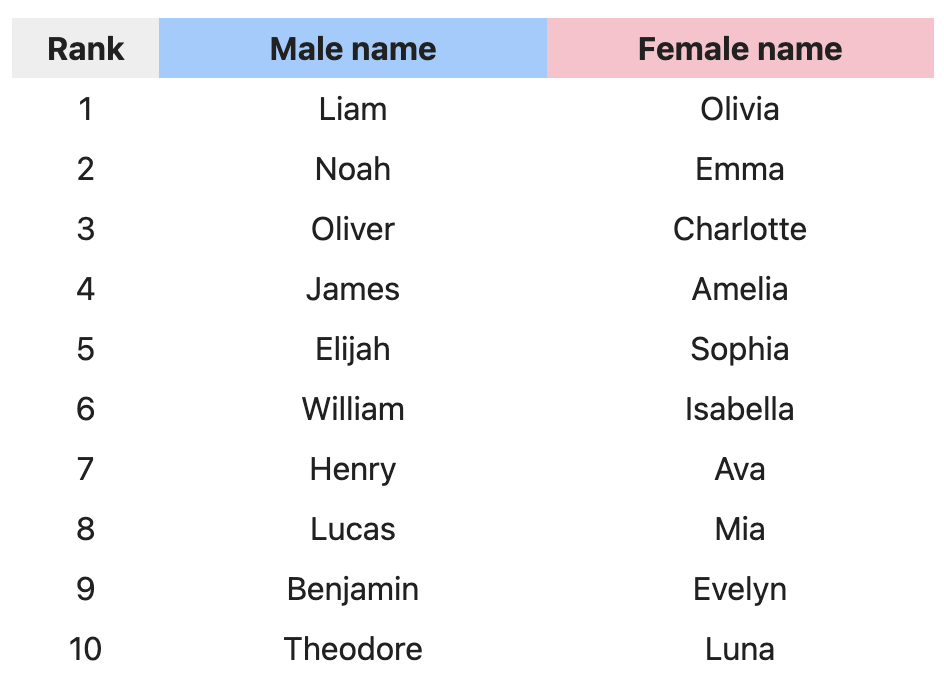 Rank Male name Female name
1 Liam Olivia
2 Noah Emma
3 Oliver Charlotte
4 James Amelia
5 Elijah Sophia
6 William Isabella
7 Henry Ava
8 Lucas Mia
9 Benjamin Evelyn
10 Theodore Luna